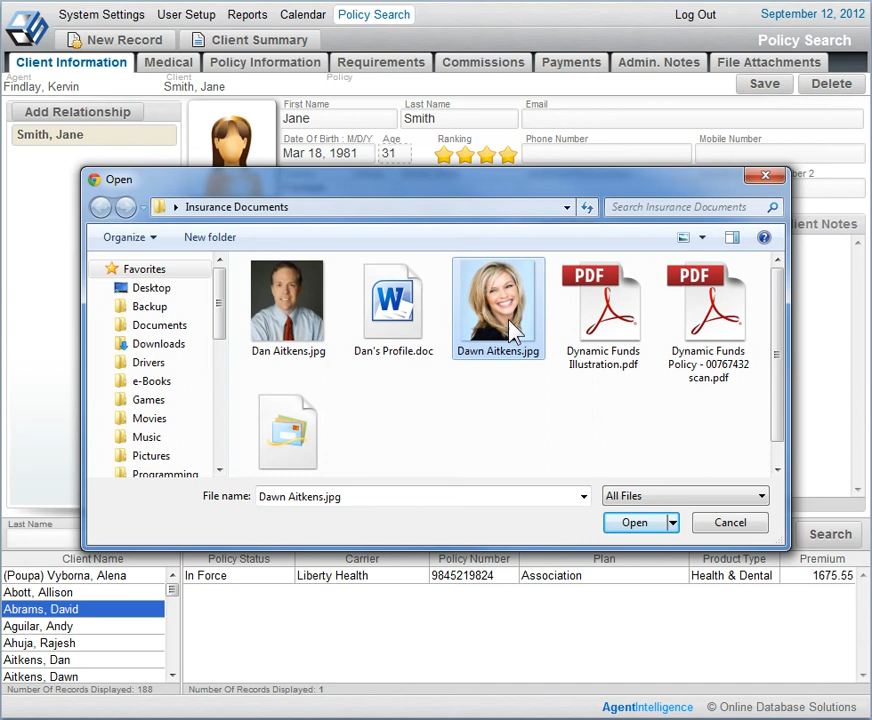 System Settings User Setup Reports Calendar Policy Search Log Out September 12, 2012
New Record Client Summary Policy Search
Client Information Medical Policy Information Requirements Commissions Payments Admin. Notes File Attachments
Agent Client Policy
Findlay, Kervin Smith, Jane Save Delete
Add Relationship
Smith, Jane
First Name Last Name Email
Jane Smith
Date Of Birth : M/D/Y Age Ranking Phone Number Mobile Number
Mar 18, 1981 31
Open
Insurance Documents Search Insurance Documents
Organize New folder
lient Notes
Favorites
Desktop
Backup
Documents
Downloads
Drivers
e-Books
Games
Movies
Music
Pictures
Programming
PDF
PDF
Dan Aitkens.jpg
Dan's Profile.doc
Dawn Aitkens.jpg
Dynamic Funds
Illustration.pdf
Dynamic Funds
Policy - 00767432
scan.pdf
File name: Dawn Aitkens.jpg All Files
Open Cancel
Last Name
Search
Client Name Policy Status Carrier Policy Number Plan Product Type Premium
(Poupa) Vyborna, Alena In Force Liberty Health 9845219824 Association Health & Dental 1675.55
Abott, Allison
Abrams, David
Aguilar, Andy
Ahuja, Rajesh
Aitkens, Dan
Aitkens, Dawn
Number Of Records Displayed: 188 Number Of Records Displayed: 1
AgentIntelligence © Online Database Solutions